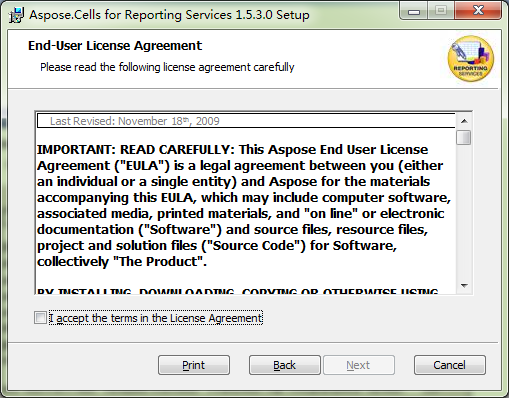 Aspose.Cells for Reporting Services 1.5.3.0 Setup
End-User License Agreement
Please read the following license agreement carefully
REPORTING
SERVICES
Last Revised: November 18th, 2009
IMPORTANT: READ CAREFULLY: This Aspose End User License
Agreement ("EULA") is a legal agreement between you (either
an individual or a single entity) and Aspose for the materials
accompanying this EULA, which may include computer software,
associated media, printed materials, and "on line" or electronic
documentation ("Software") and source files, resource files,
project and solution files ("Source Code") for Software,
collectively "The Product".
BY INSTALLING, DOWNLOADING, COPYING OR OTHERWISE USING
I accept the terms in the License Agreement
Print Back Next Cancel